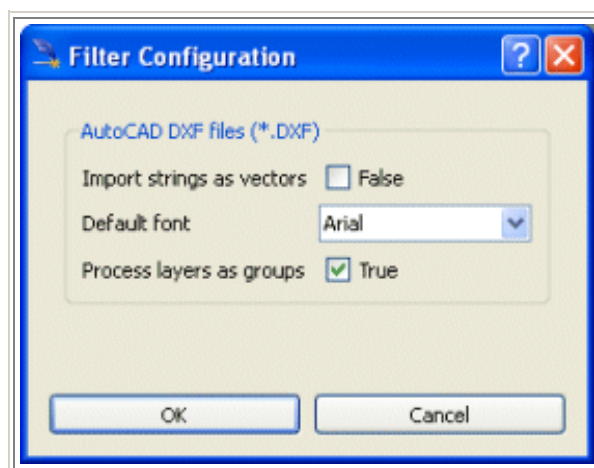 Filter Configuration
AutoCAD DXF files (*.DXF)
Import strings as vectors False
Default font Arial
Process layers as groups True
OK Cancel